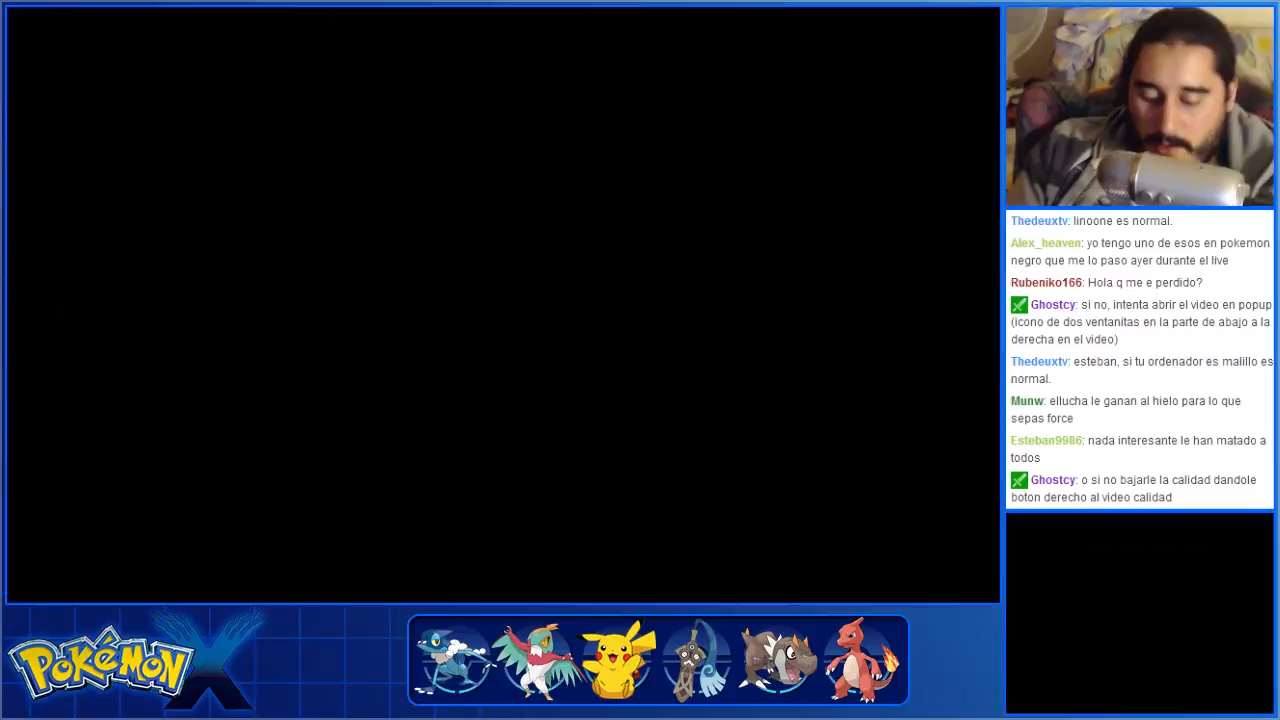 Thedeuxtv: linoone es normal.
Alex_heaven: yo tengo uno de esos en pokemon
negro que me lo paso ayer durante el live
Rubeniko166: Hola q me e perdido?
Ghostcy: si no, intenta abrir el video en popup
(icono de dos ventanitas en la parte de abajo a la
derecha en el video)
Thedeuxtv: esteban, si tu ordenador es malillo es
normal.
Munw: ellucha le ganan al hielo para lo que
sepas force
Esteban9986: nada interesante le han matado a
todos
Ghostcy: o si no bajarle la calidad dandole
boton derecho al video calidad
POKéMON X